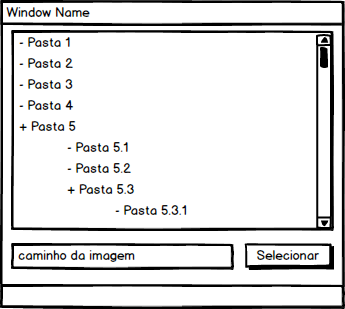 Window Name
- Pasta 1
- Pasta 2
- Pasta 3
- Pasta 4
+ Pasta 5
- Pasta 5.1
- Pasta 5.2
+ Pasta 5.3
- Pasta 5.3.1
caminho da imagem
Selecionar